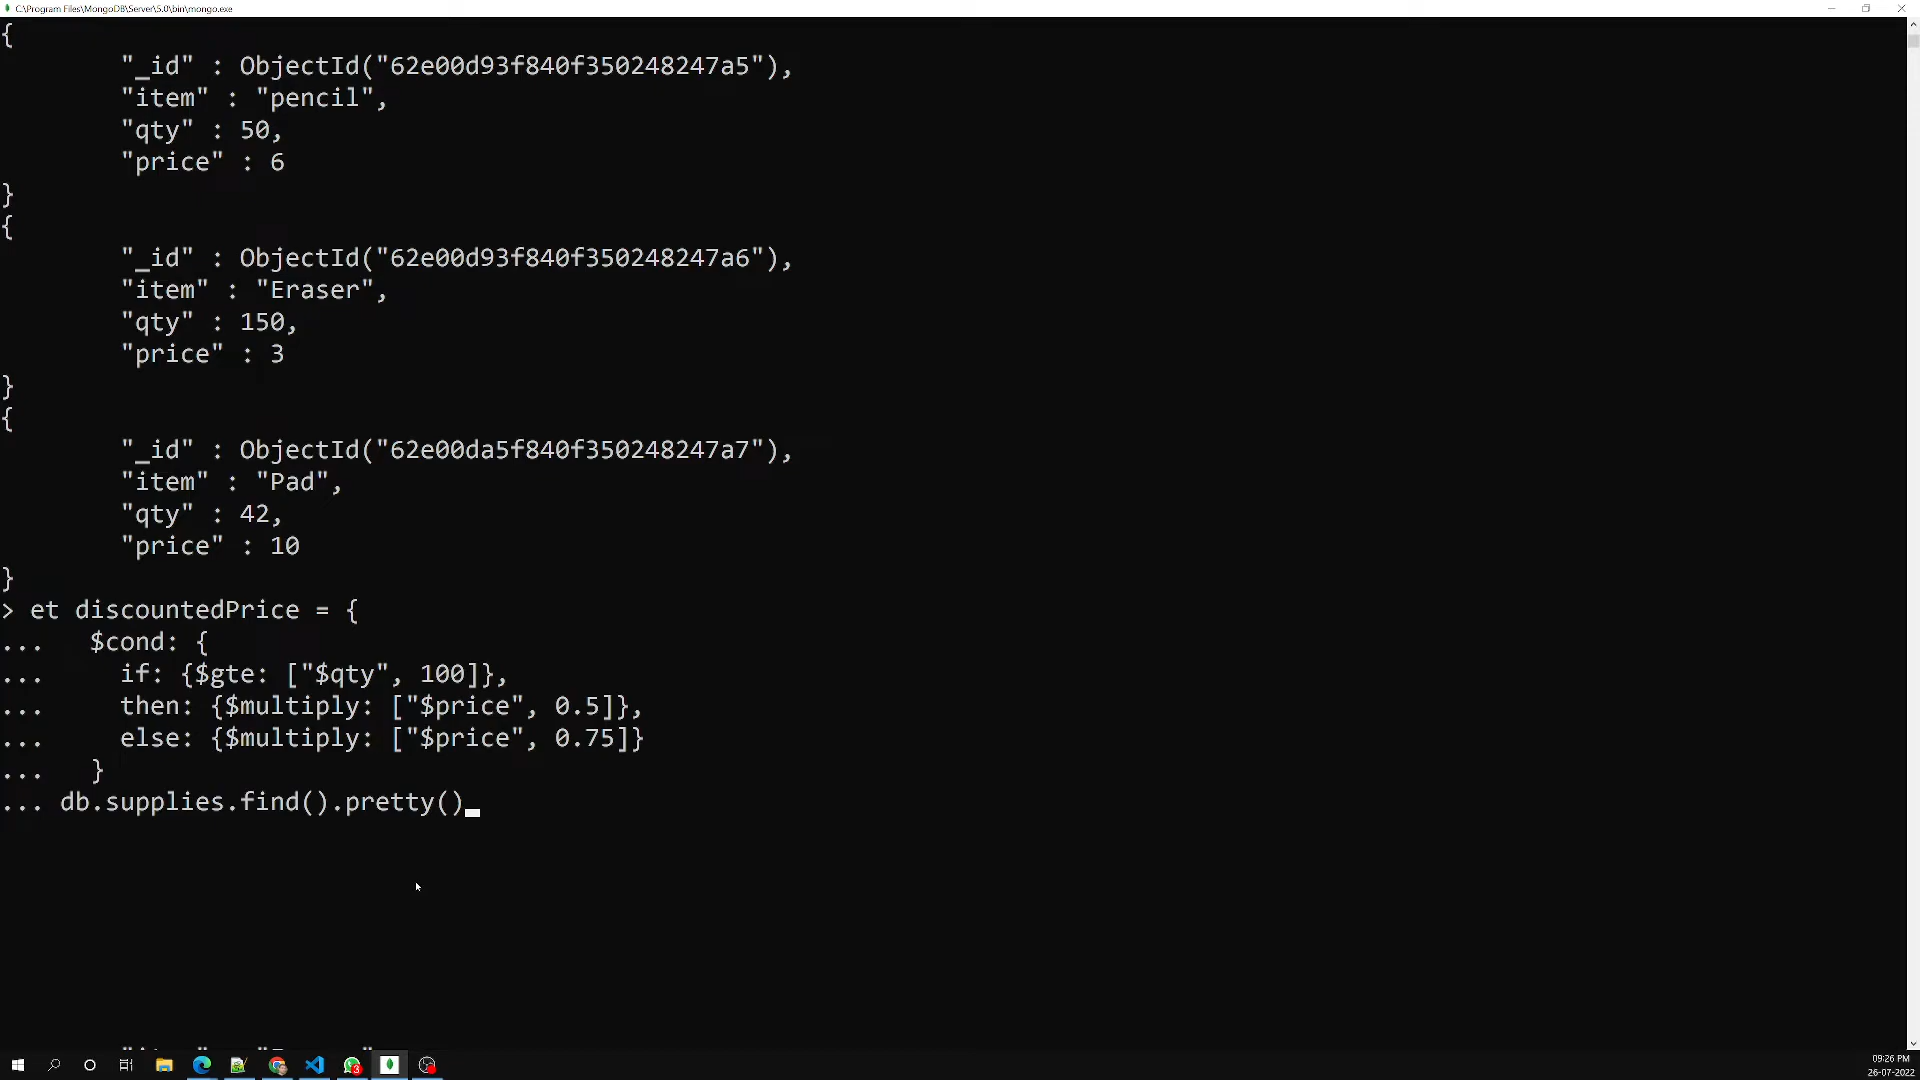 C:\Program Files\MongoDB\Server\5.0\bin\mongo.exe
{
"_id" : ObjectId("62e00d93f840f350248247a5"),
"item" : "pencil",
"qty" : 50,
"price" : 6
}
{
"_id" : ObjectId("62e00d93f840f350248247a6"),
"item" : "Eraser",
"qty" : 150,
"price" : 3
}
{
"_id" : ObjectId("62e00da5f840f350248247a7"),
"item" : "Pad",
"qty" : 42,
"price" : 10
}
> et discountedPrice = {
... $cond: {
... if: {$gte: ["$qty", 100]},
... then: {$multiply: ["$price", 0.5]},
... else: {$multiply: ["$price", 0.75]}
... }
... db.supplies.find().pretty()
3
09:26 PM
26-07-2022